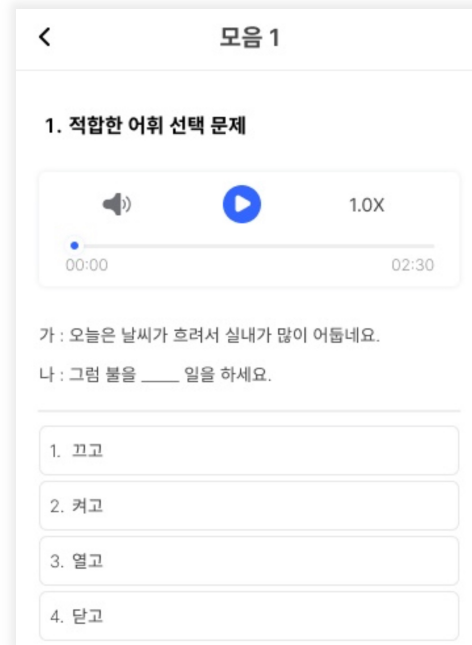 모음 1
1. 적합한 어휘 선택 문제
1.0X
00:00 02:30
가 : 오늘은 날씨가 흐려서 실내가 많이 어둡네요.
나 : 그럼 불을 _____ 일을 하세요.
1. 끄고
2. 켜고
3. 열고
4. 닫고